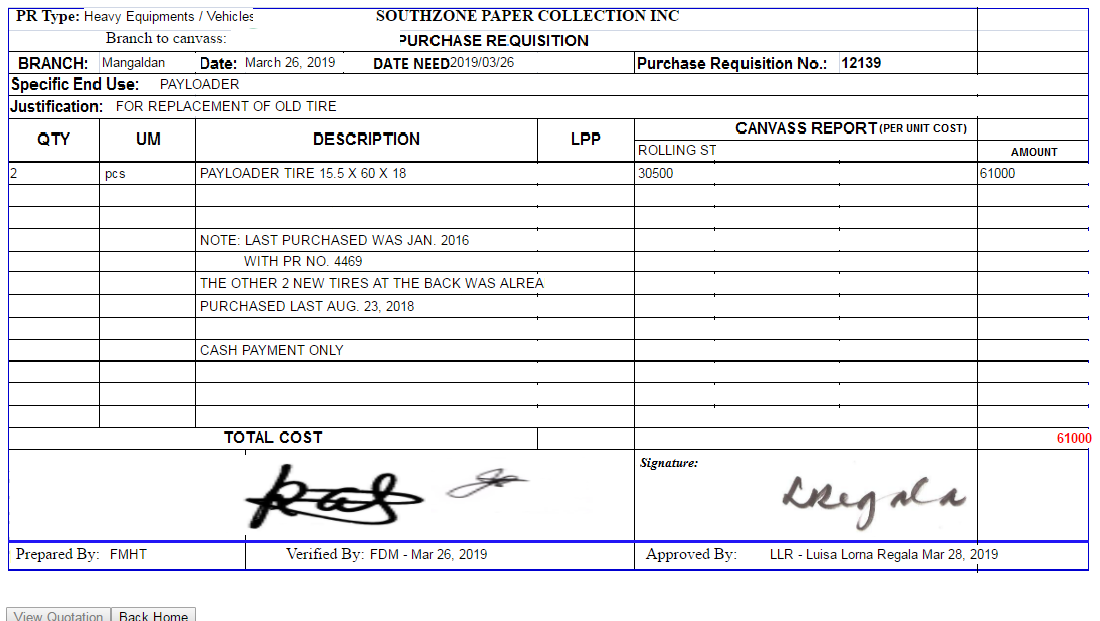 PR Type: Heavy Equipments / Vehicles SOUTHZONE PAPER COLLECTION INC
Branch to canvass: PURCHASE REQUISITION
BRANCH: Mangaldan Date: March 26, 2019 DATE NEED2019/03/26 Purchase Requisition No.: 12139
Specific End Use: PAYLOADER
Justification: FOR REPLACEMENT OF OLD TIRE
QTY UM DESCRIPTION LPP CANVASS REPORT (PER UNIT COST)
ROLLING ST AMOUNT
2 pcs PAYLOADER TIRE 15.5 X 60 X 18 30500 61000
NOTE: LAST PURCHASED WAS JAN. 2016
WITH PR NO. 4469
THE OTHER 2 NEW TIRES AT THE BACK WAS ALREA
PURCHASED LAST AUG. 23, 2018
CASH PAYMENT ONLY
TOTAL COST 61000
Signature:
LRegala
Prepared By: FMHT Verified By: FDM - Mar 26, 2019 Approved By: LLR - Luisa Lorna Regala Mar 28, 2019
View Quotation Back Home